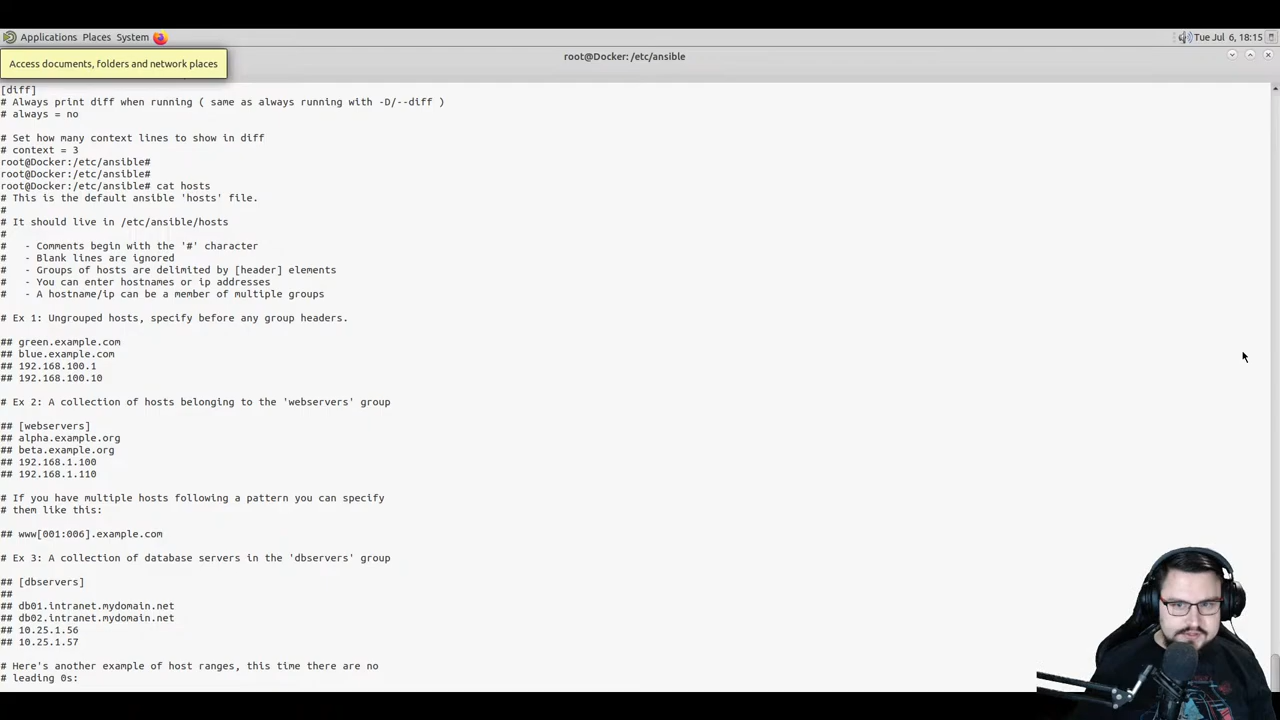 Applications Places System
Tue Jul 6, 18:15
Access documents, folders and network places
root@Docker: /etc/ansible
[diff]
# Always print diff when running ( same as always running with -D/--diff )
# always = no
# Set how many context lines to show in diff
# context = 3
root@Docker:/etc/ansible#
root@Docker:/etc/ansible#
root@Docker:/etc/ansible# cat hosts
# This is the default ansible 'hosts' file.
#
# It should live in /etc/ansible/hosts
#
#   - Comments begin with the '#' character
#   - Blank lines are ignored
#   - Groups of hosts are delimited by [header] elements
#   - You can enter hostnames or ip addresses
#   - A hostname/ip can be a member of multiple groups
# Ex 1: Ungrouped hosts, specify before any group headers.
## green.example.com
## blue.example.com
## 192.168.100.1
## 192.168.100.10
# Ex 2: A collection of hosts belonging to the 'webservers' group
## [webservers]
## alpha.example.org
## beta.example.org
## 192.168.1.100
## 192.168.1.110
# If you have multiple hosts following a pattern you can specify
# them like this:
## www[001:006].example.com
# Ex 3: A collection of database servers in the 'dbservers' group
## [dbservers]
##
## db01.intranet.mydomain.net
## db02.intranet.mydomain.net
## 10.25.1.56
## 10.25.1.57
# Here's another example of host ranges, this time there are no
# leading 0s: